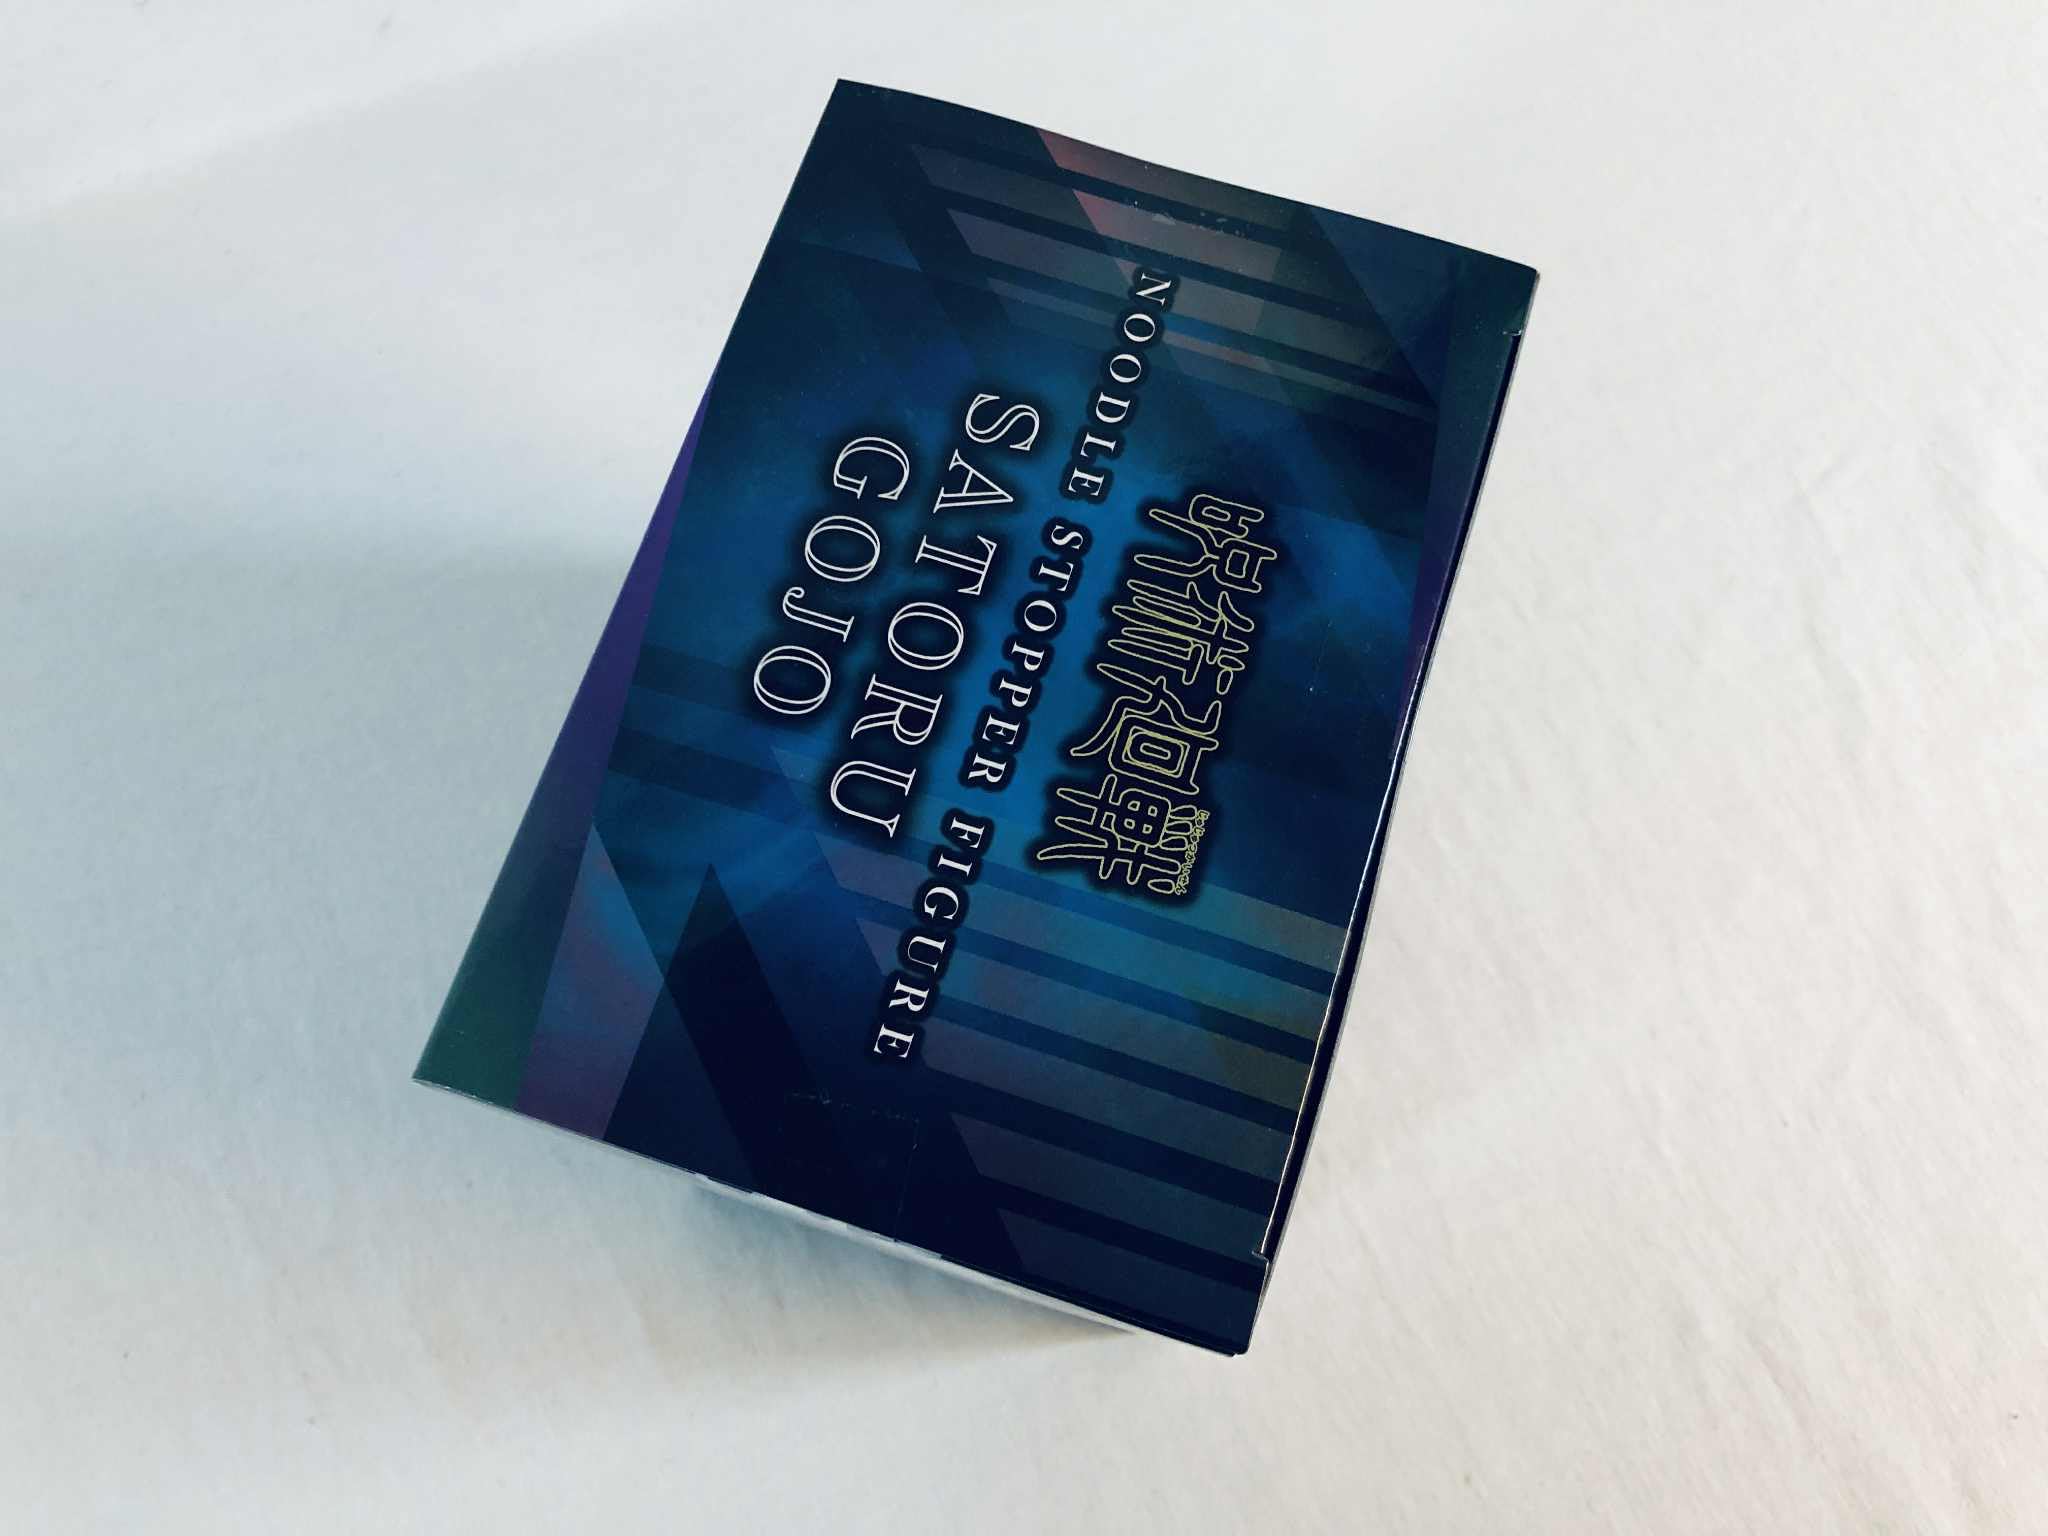 呪術廻戦
NOODLE STOPPER FIGURE
SATORU
GOJO